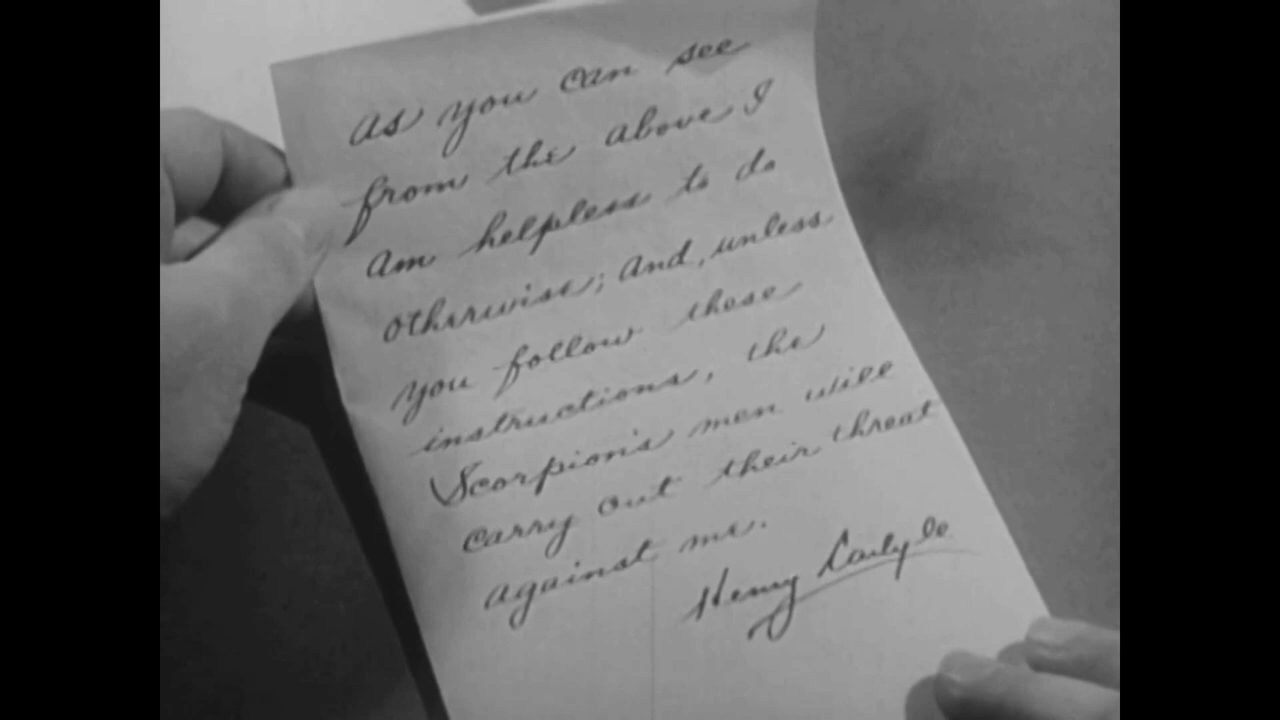 As you can see
from the above I
am helpless to do
otherwise; and, unless
you follow these
instructions, the
Scorpion's men will
carry out their threat
against me.
Henry Carlyle